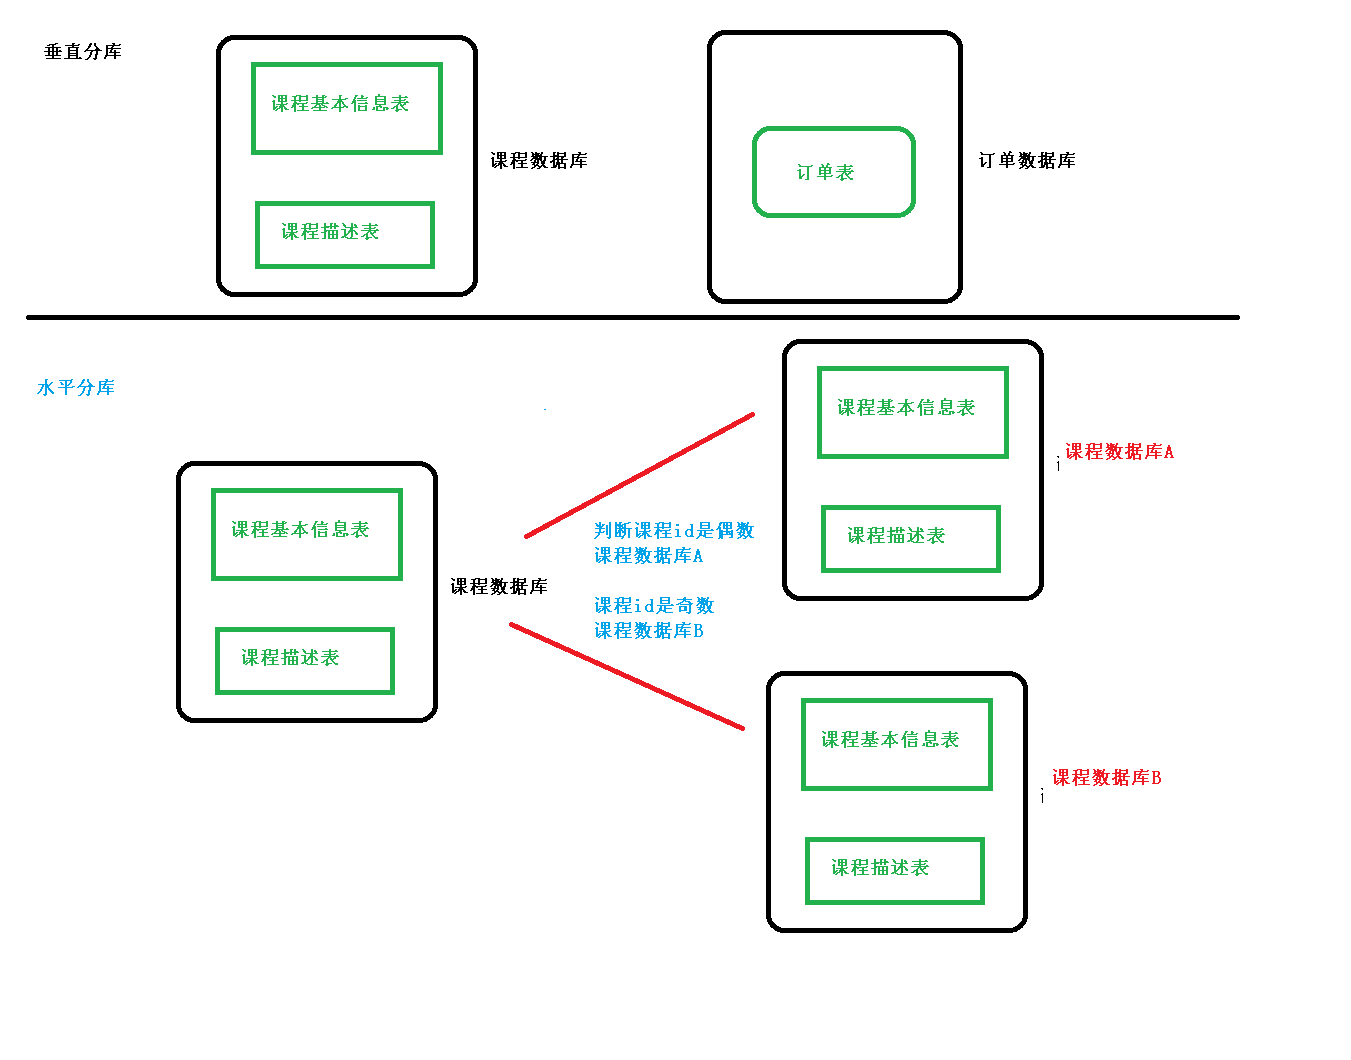 垂直分库
课程基本信息表
课程描述表
课程数据库
订单表
订单数据库
水平分库
课程基本信息表
课程描述表
课程数据库
判断课程id是偶数
课程数据库A
课程id是奇数
课程数据库B
课程基本信息表
课程描述表
i
课程数据库A
课程基本信息表
课程描述表
i
课程数据库B